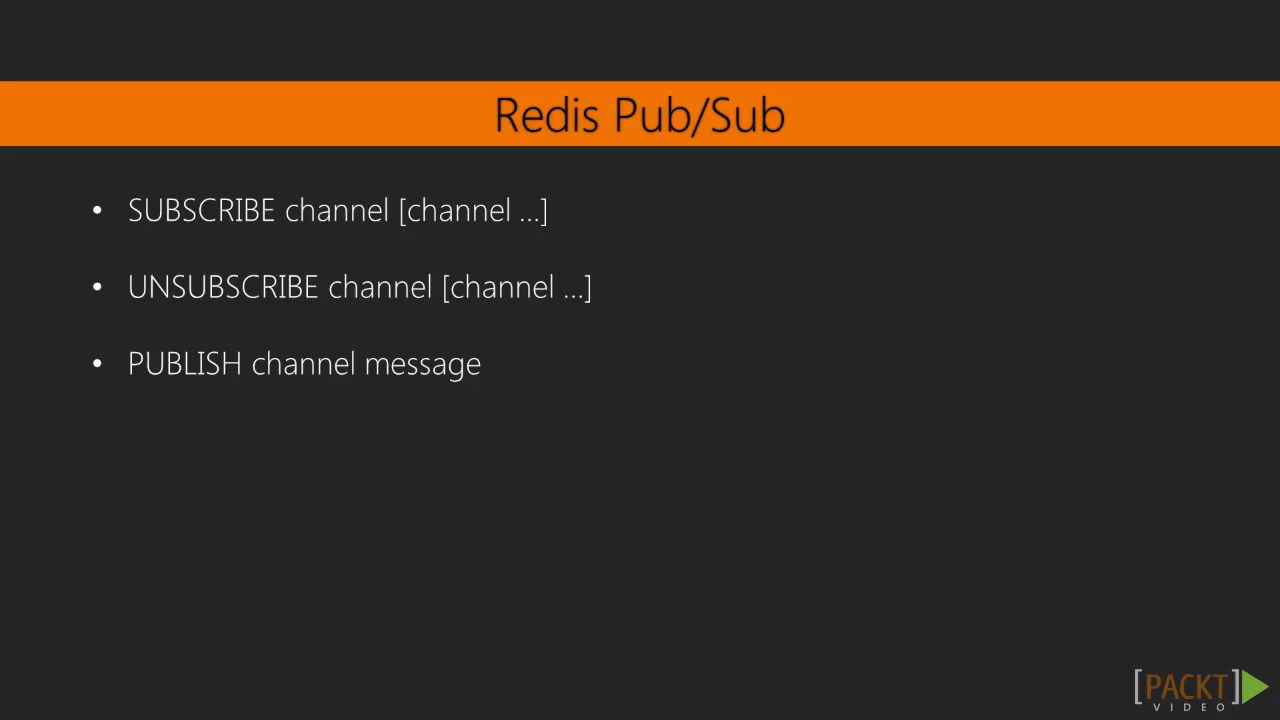 Redis Pub/Sub
• SUBSCRIBE channel [channel ...]
• UNSUBSCRIBE channel [channel ...]
• PUBLISH channel message
[PACKT]
VIDEO